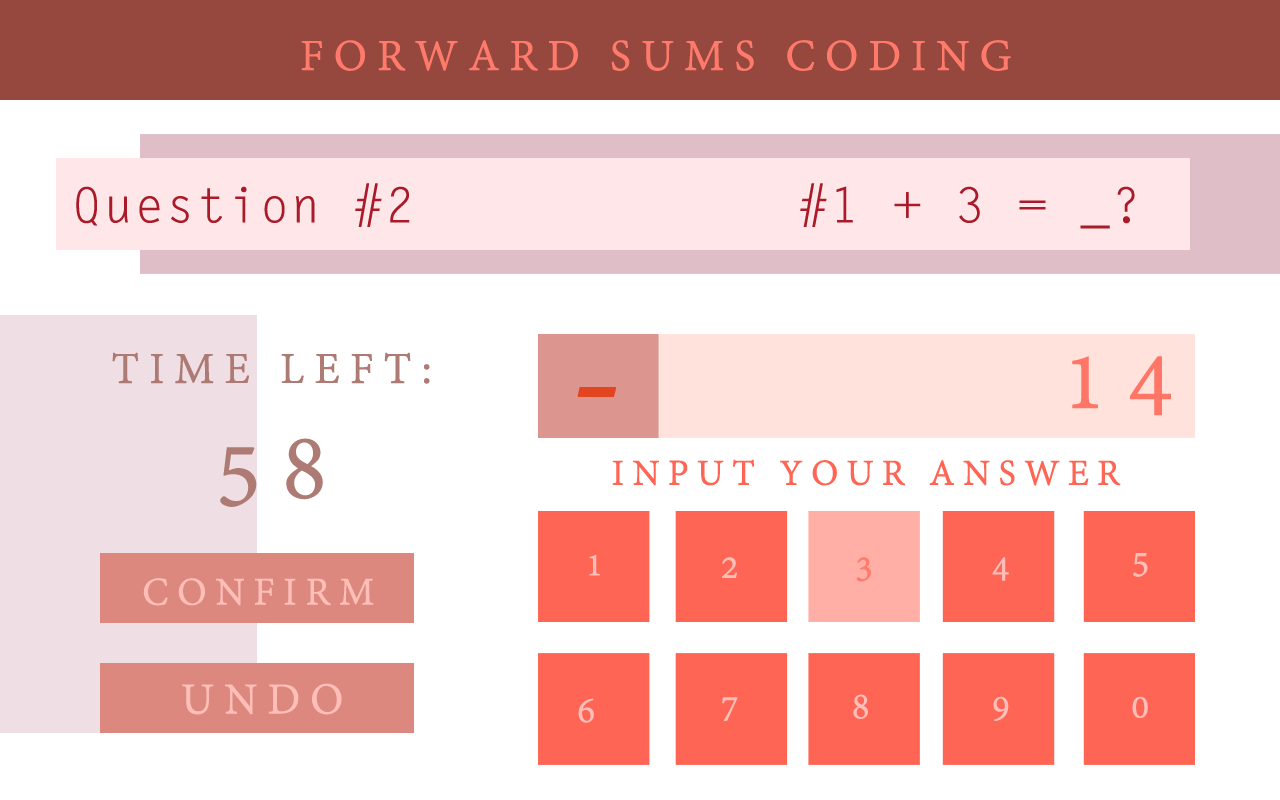 FORWARD SUMS CODING
Question #2 #1 + 3 = _?
TIME LEFT:
58
CONFIRM
UNDO
- 14
INPUT YOUR ANSWER
1 2 3 4 5
6 7 8 9 0